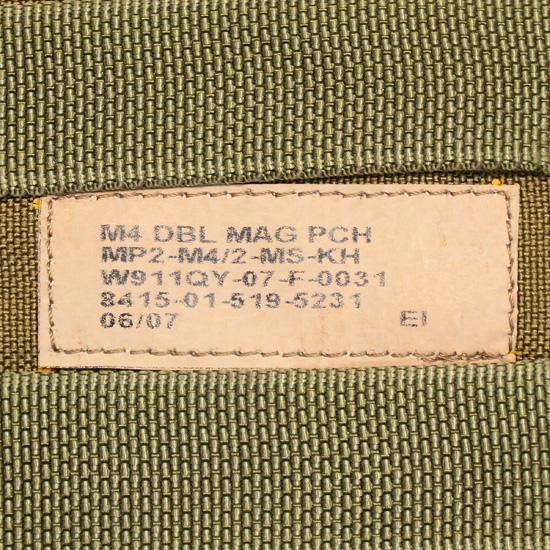 M4 DBL MAG PCH
MP2-M4/2-MS-KH
W911QY-07-F-0031
8415-01-519-5231
06/07 EI